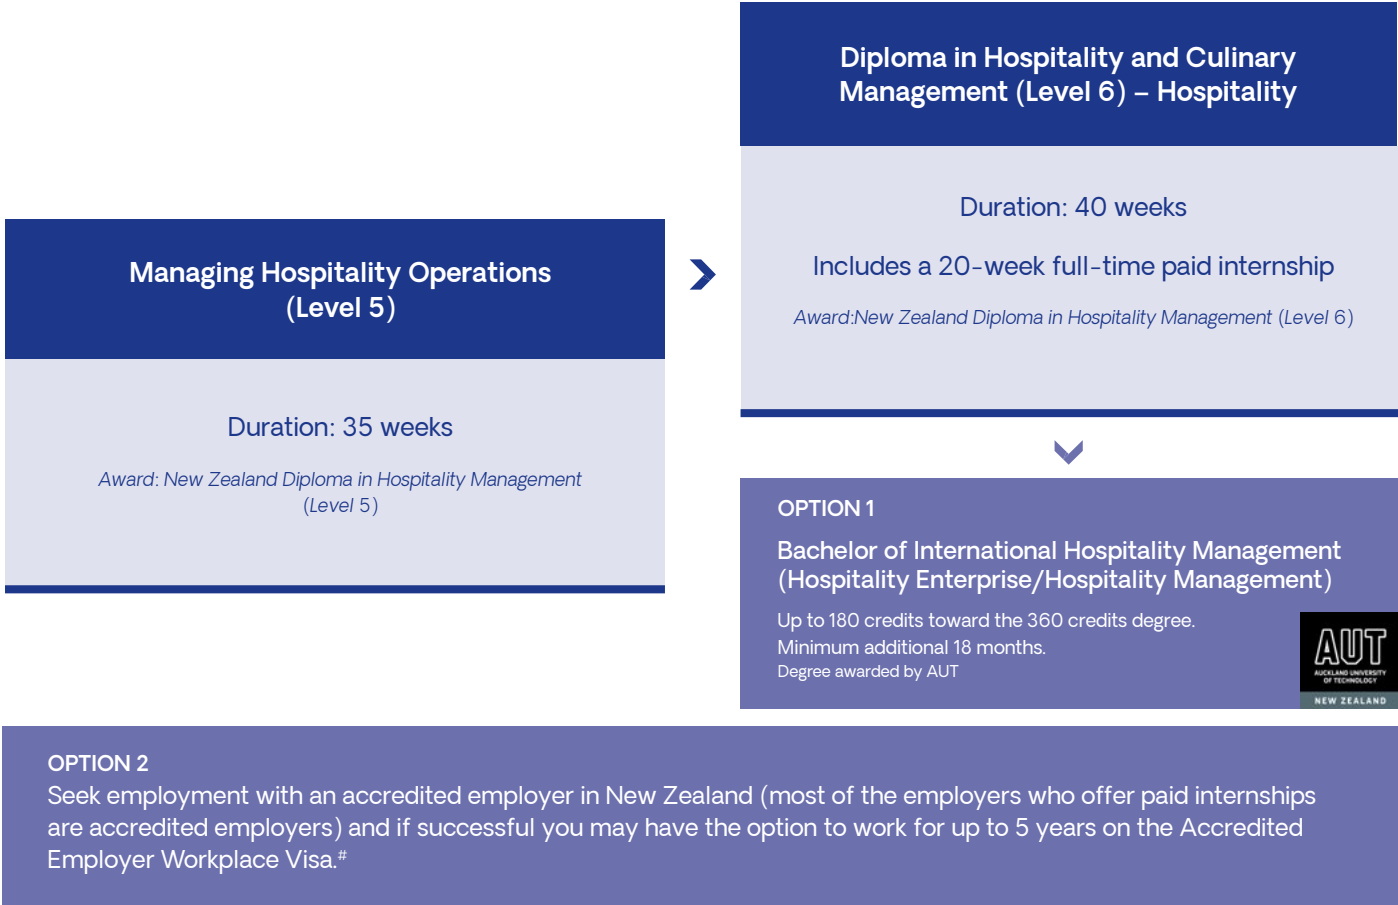 Managing Hospitality Operations
(Level 5)
Duration: 35 weeks
Award: New Zealand Diploma in Hospitality Management
(Level 5)
Diploma in Hospitality and Culinary
Management (Level 6) – Hospitality
Duration: 40 weeks
Includes a 20-week full-time paid internship
Award:New Zealand Diploma in Hospitality Management (Level 6)
OPTION 1
Bachelor of International Hospitality Management
(Hospitality Enterprise/Hospitality Management)
Up to 180 credits toward the 360 credits degree.
Minimum additional 18 months.
Degree awarded by AUT
AUT
AUCKLAND UNIVERSITY
OF TECHNOLOGY
NEW ZEALAND
OPTION 2
Seek employment with an accredited employer in New Zealand (most of the employers who offer paid internships
are accredited employers) and if successful you may have the option to work for up to 5 years on the Accredited
Employer Workplace Visa.#